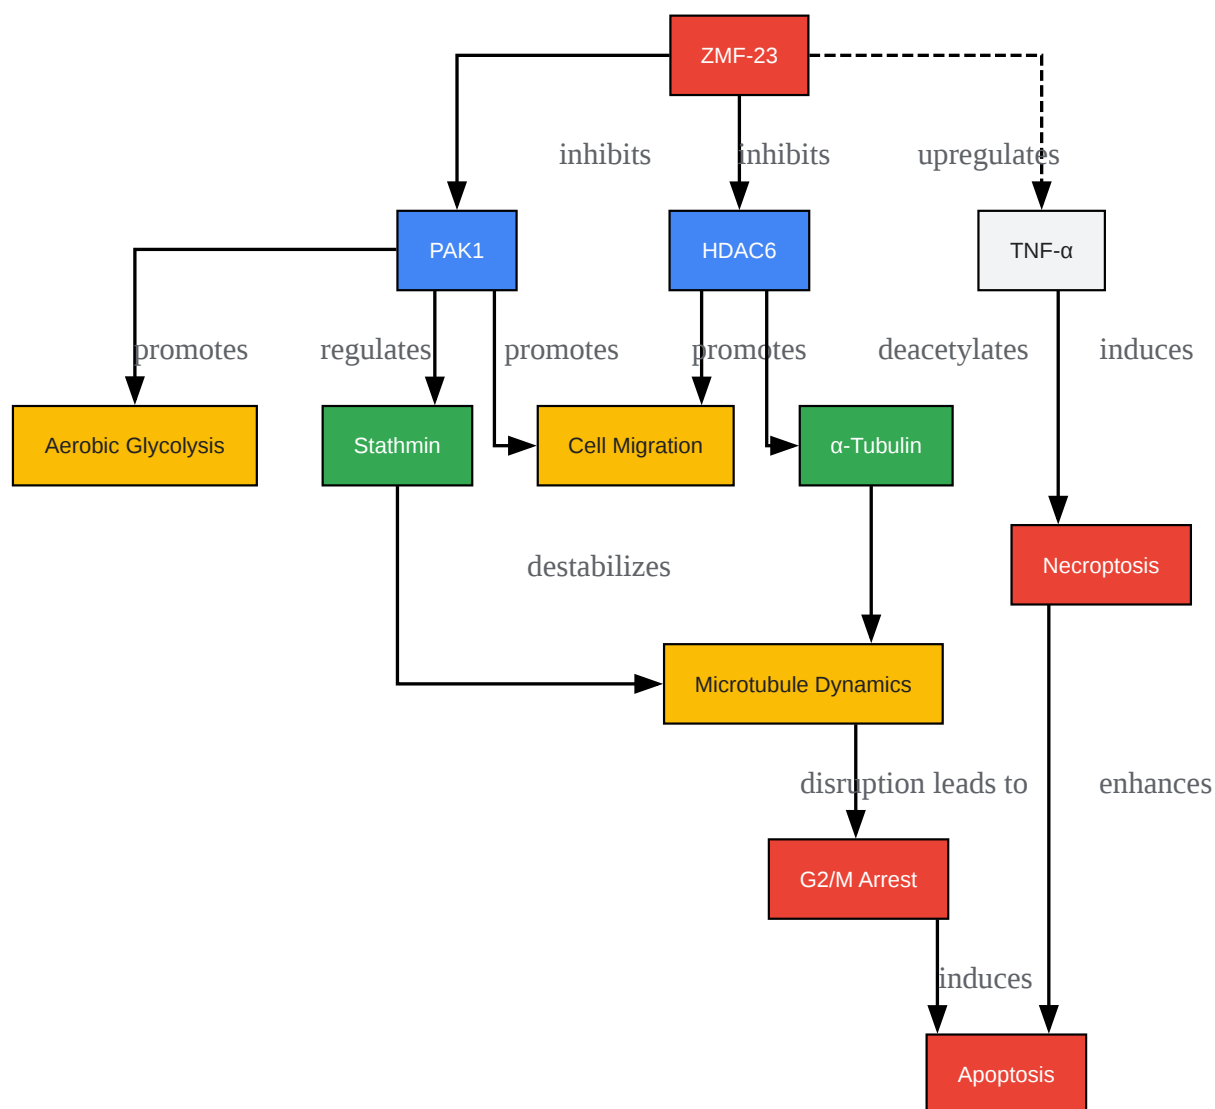 ZMF-23
inhibits
inhibits
upregulates
PAK1
HDAC6
TNF-α
promotes
regulates
promotes
promotes
deacetylates
induces
Aerobic Glycolysis
Stathmin
Cell Migration
α-Tubulin
destabilizes
Necroptosis
Microtubule Dynamics
disruption leads to
enhances
G2/M Arrest
induces
Apoptosis